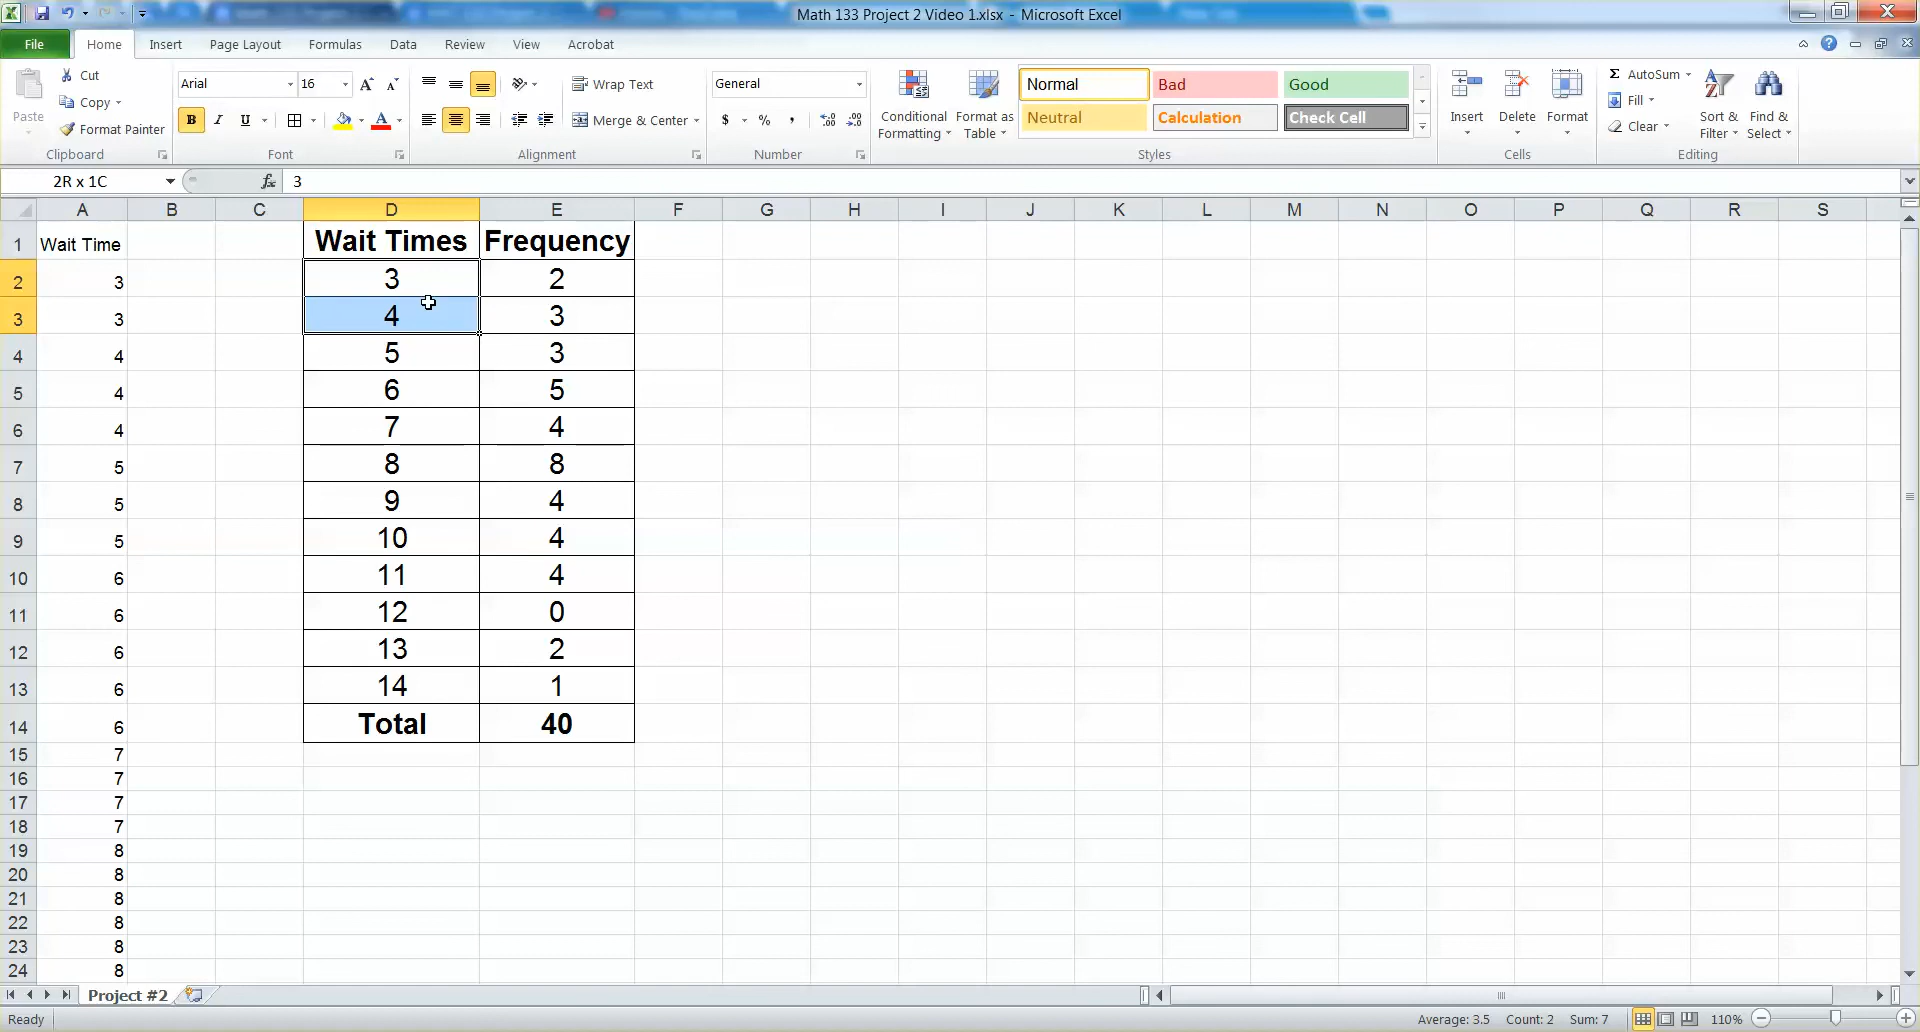 Math 133 Project 2 Video 1.xlsx - Microsoft Excel
File Home Insert Page Layout Formulas Data Review View Acrobat
Paste
Cut
Copy
Format Painter
Clipboard
Arial 16
B I U
Font
Wrap Text
Merge & Center
Alignment
General
$ % ,
Number
Conditional Formatting
Format as Table
Normal Bad Good
Neutral Calculation Check Cell
Styles
Insert Delete Format
Cells
Σ AutoSum
Fill
Clear
Sort & Filter
Find & Select
Editing
2R x 1C fx 3
A B C D E F G H I J K L M N O P Q R S
1 Wait Time Wait Times Frequency
2 3 3 2
3 3 4 3
4 4 5 3
5 4 6 5
6 4 7 4
7 5 8 8
8 5 9 4
9 5 10 4
10 6 11 4
11 6 12 0
12 6 13 2
13 6 14 1
14 6 Total 40
15 7
16 7
17 7
18 7
19 8
20 8
21 8
22 8
23 8
24 8
Project #2
Ready Average: 3.5 Count: 2 Sum: 7 110%